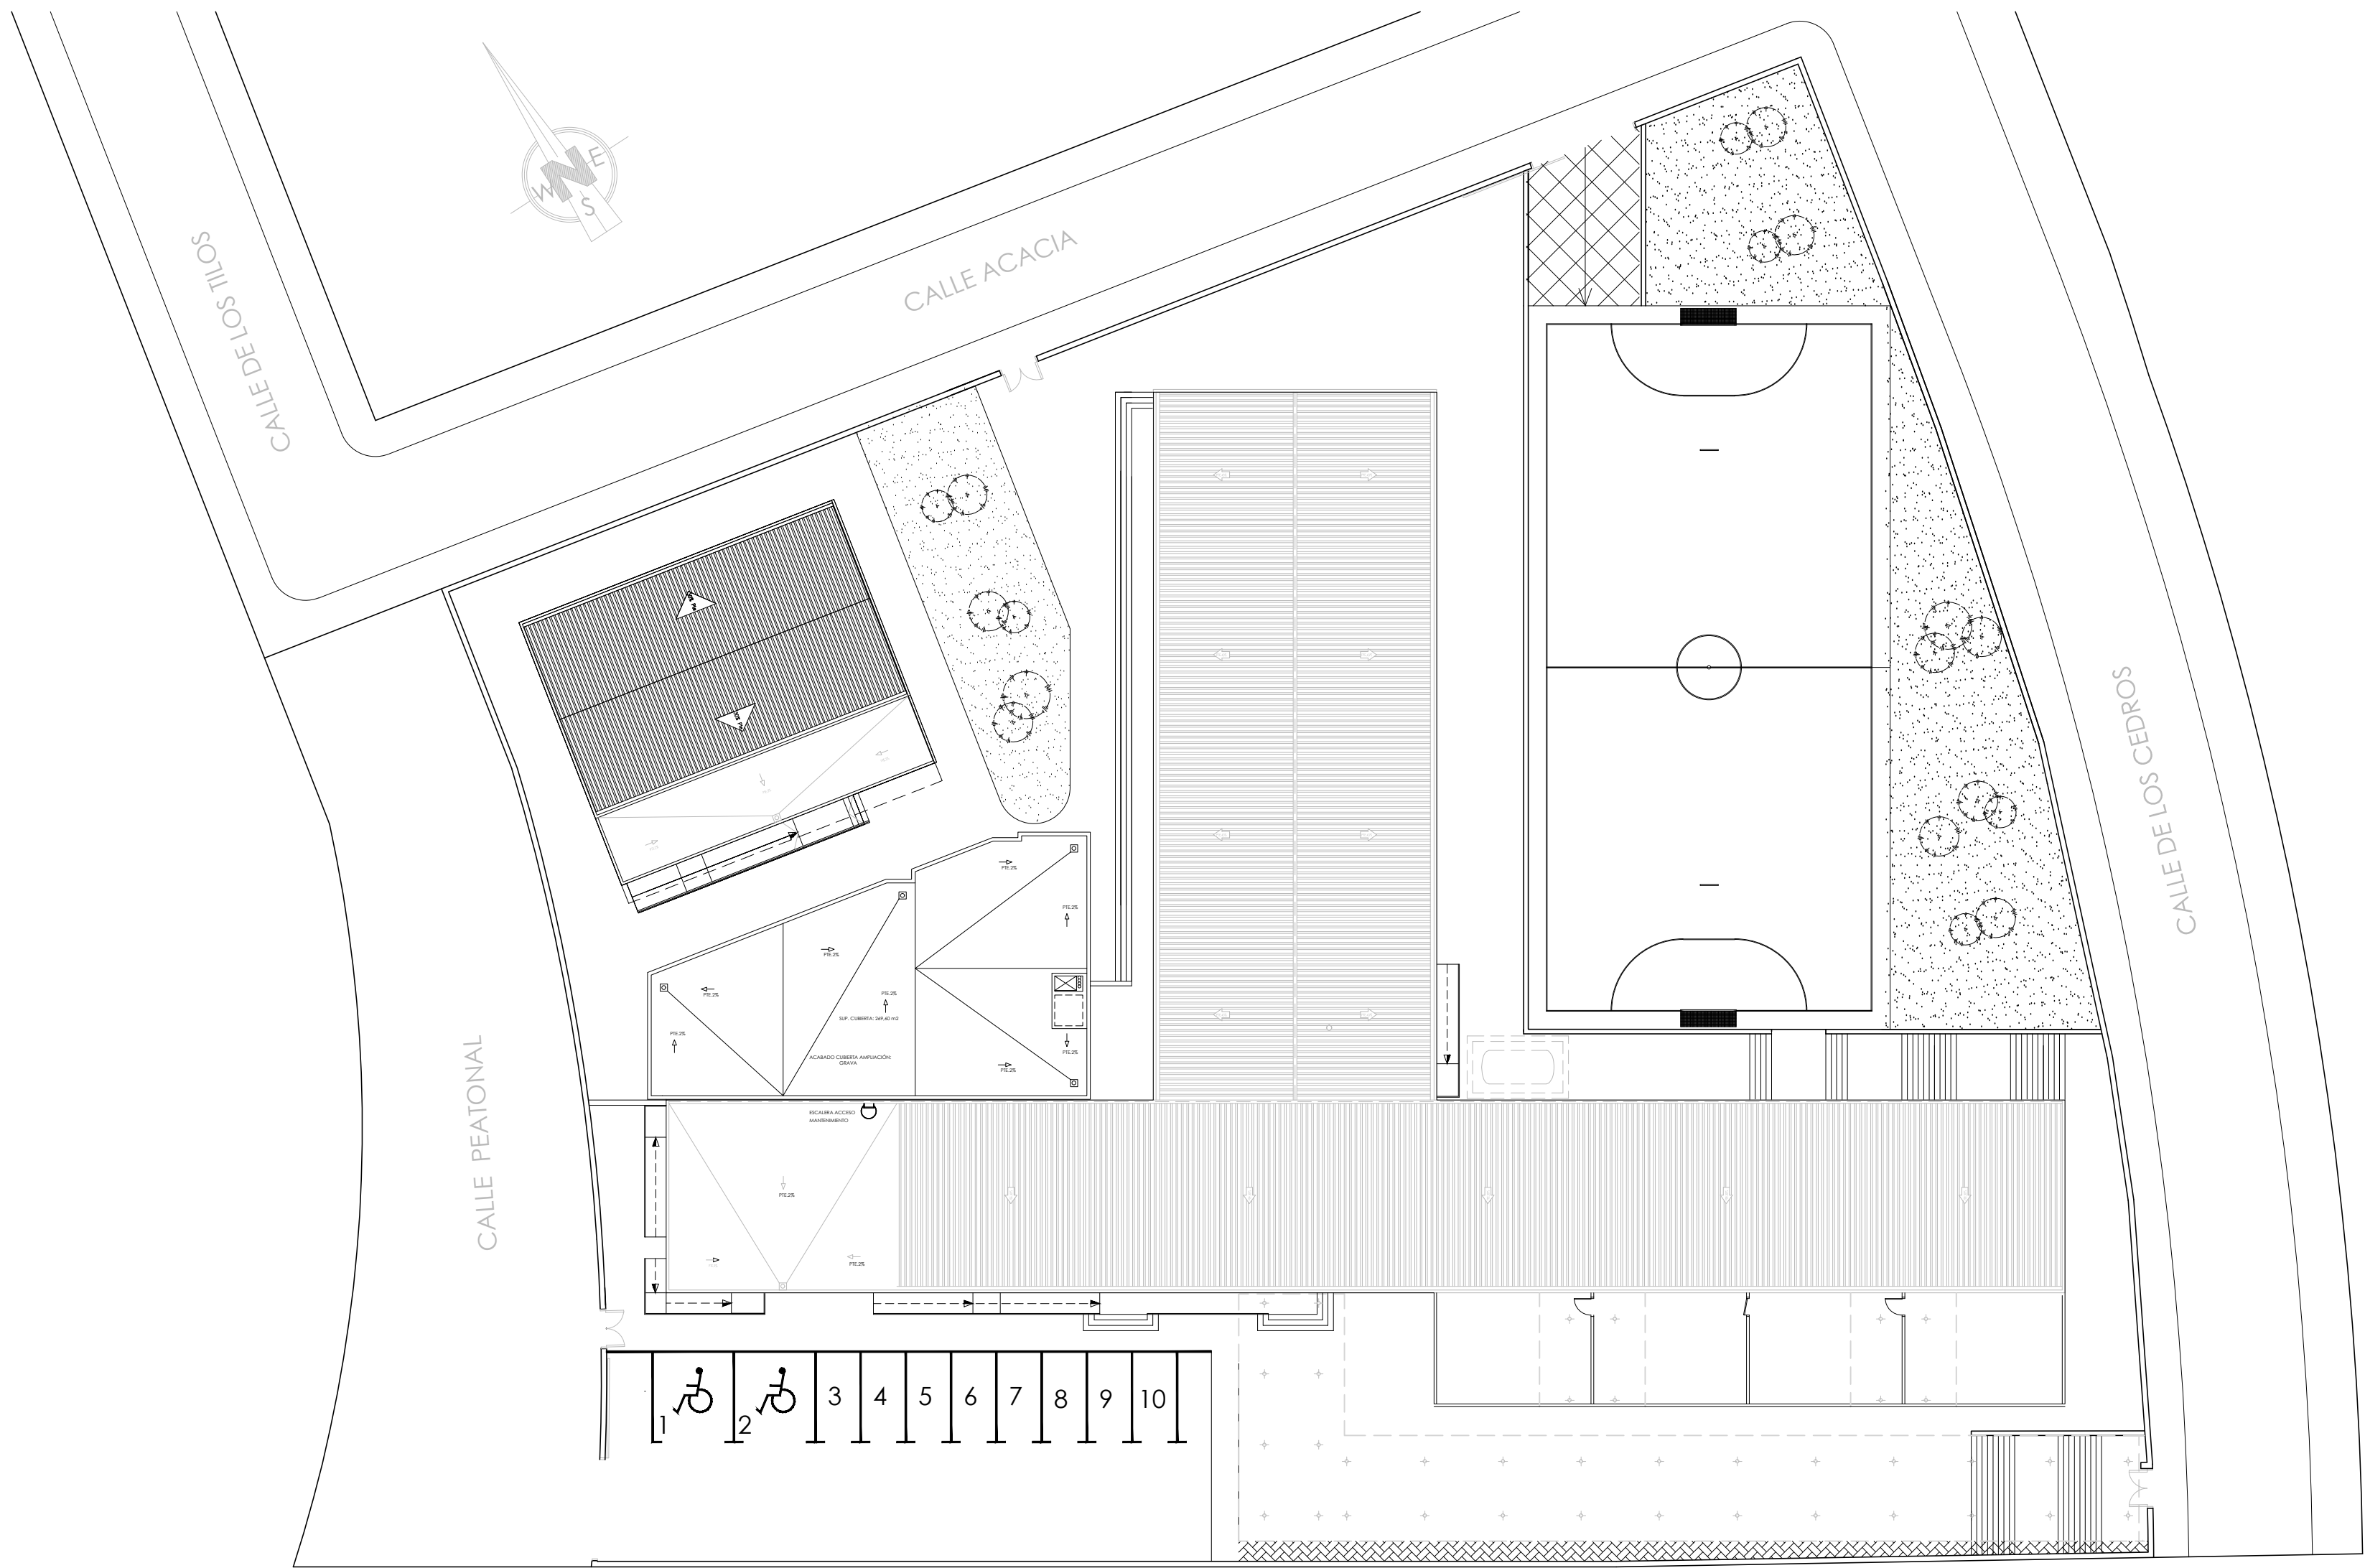 N
E
W
S
CALLE DE LOS TILOS
CALLE ACACIA
CALLE DE LOS CEDROS
CALLE PEATONAL
PTE.2%
PTE.2%
PTE.2%
PTE.2%
PTE.2%
SUP. CUBIERTA: 269,60 m2
PTE.2%
PTE.2%
ACABADO CUBIERTA AMPLIACIÓN:
GRAVA
PTE.2%
ESCALERA ACCESO
MANTENIMIENTO
PTE.2%
PTE.2%
1
2
3
4
5
6
7
8
9
10